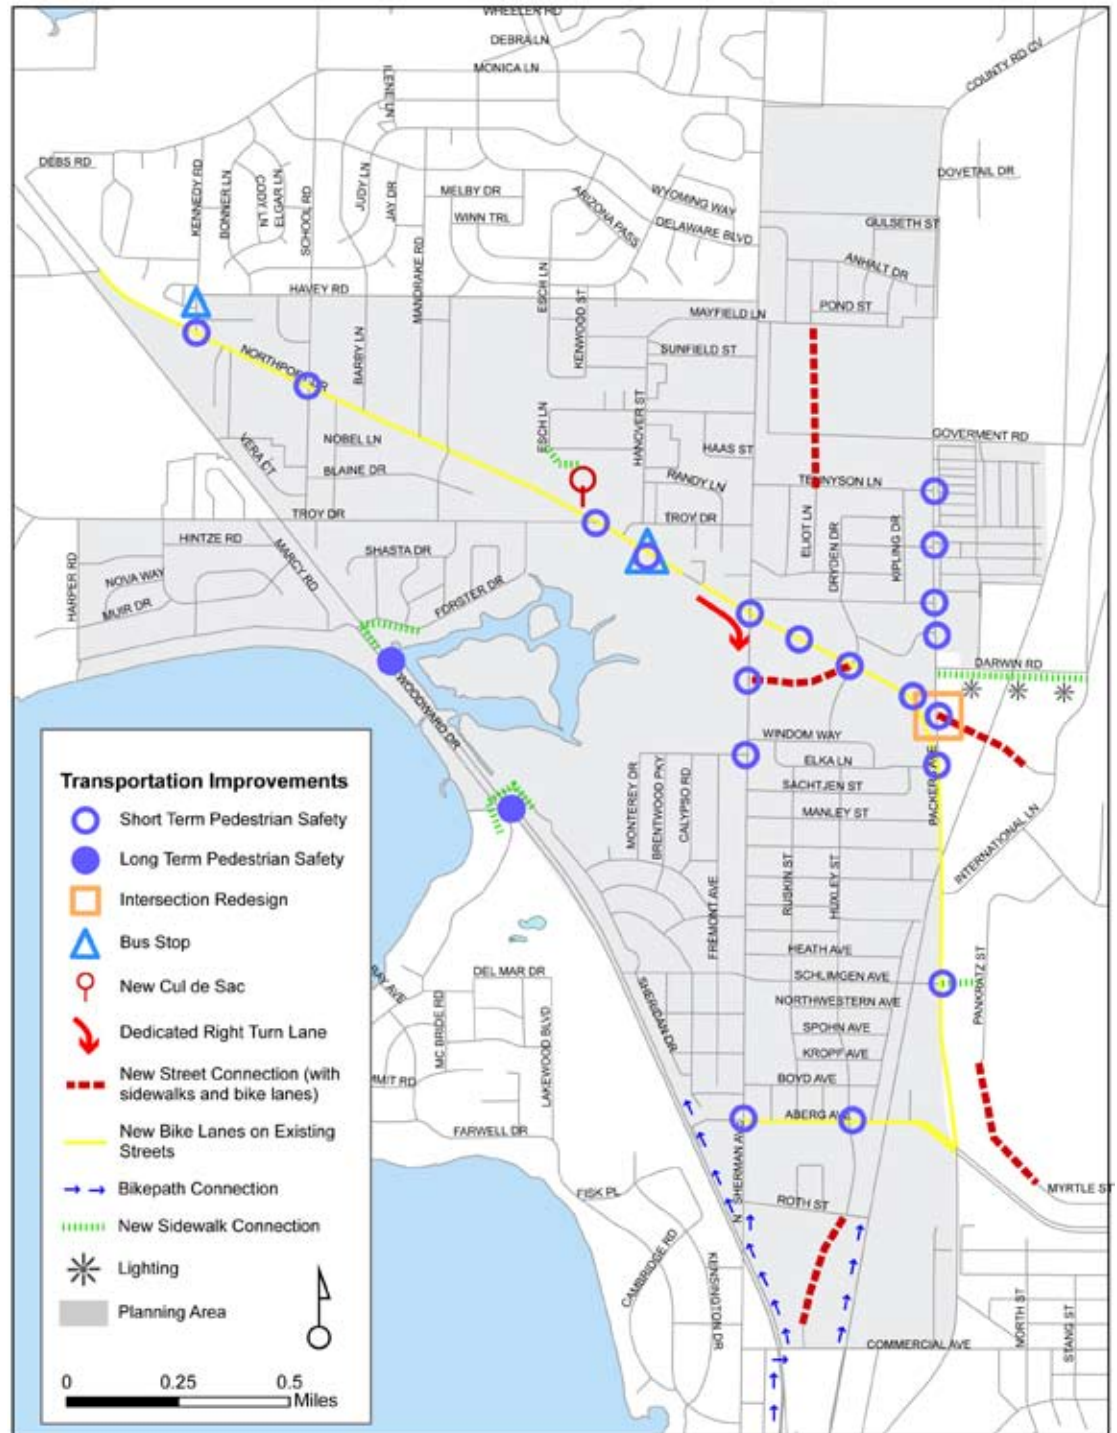 WHEELER RD
DEBRA LN
MONICA LN
COUNTY RD CV
ILENE LN
DEBS RD
KENNEDY RD
BONNER LN
CODY LN
ELGAR LN
SCHOOL RD
JUDY LN
JAY DR
MELBY DR
WINN TRL
ARIZONA PASS
WYOMING WAY
DELAWARE BLVD
DOVETAIL DR
GULSETH ST
ANHALT DR
MANDRAKE RD
ESCH LN
KENWOOD ST
HAVEY RD
MAYFIELD LN
POND ST
SUNFIELD ST
BARBY LN
NORTHPORT DR
ESCH LN
HANOVER ST
HAAS ST
GOVERMENT RD
VERA CT
NOBEL LN
BLAINE DR
RANDY LN
TENNYSON LN
TROY DR
TROY DR
ELIOT LN
DRYDEN DR
KIPLING DR
HINTZE RD
MARCY RD
SHASTA DR
HARPER RD
NOVA WAY
MUIR DR
FORSTER DR
DARWIN RD
WOODWARD DR
WINDOM WAY
ELKA LN
SACHTJEN ST
MANLEY ST
PACKERS AVE
MONTEREY DR
BRENTWOOD PKY
CALYPSO RD
INTERNATIONAL LN
RUSKIN ST
HUXLEY ST
FREMONT AVE
HEATH AVE
SCHLIMGEN AVE
NORTHWESTERN AVE
SPOHN AVE
KROPF AVE
BOYD AVE
ABERG AVE
PANKRATZ ST
DEL MAR DR
RAY AVE
MC BRIDE RD
LAKEWOOD BLVD
SHERIDAN DR
MMIT RD
FARWELL DR
N SHERMAN AVE
FISK PL
ROTH ST
MYRTLE ST
CAMBRIDGE RD
KENSINGTON DR
COMMERCIAL AVE
NORTH ST
STANG ST
Transportation Improvements
Short Term Pedestrian Safety
Long Term Pedestrian Safety
Intersection Redesign
Bus Stop
New Cul de Sac
Dedicated Right Turn Lane
New Street Connection (with
sidewalks and bike lanes)
New Bike Lanes on Existing
Streets
Bikepath Connection
New Sidewalk Connection
Lighting
Planning Area
0 0.25 0.5
Miles